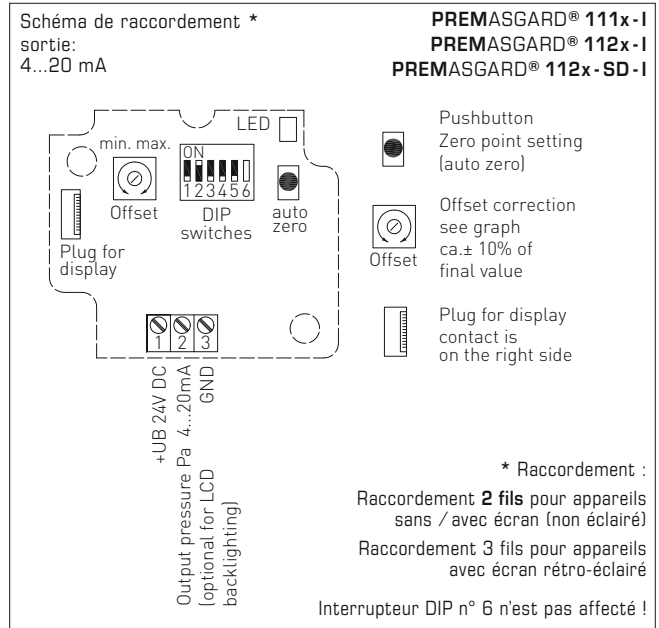 Schéma de raccordement *
sortie:
4...20 mA
PREMASGARD® 111x - I
PREMASGARD® 112x - I
PREMASGARD® 112x - SD - I
LED
min. max.
ON
1 2 3 4 5 6
Offset
DIP
switches
auto
zero
Plug for
display
1 2 3
+UB 24V DC
Output pressure Pa 4...20mA
GND
(optional for LCD
backlighting)
Pushbutton
Zero point setting
(auto zero)
Offset
Offset correction
see graph
ca.± 10% of
final value
Plug for display
contact is
on the right side
* Raccordement :
Raccordement 2 fils pour appareils
sans / avec écran (non éclairé)
Raccordement 3 fils pour appareils
avec écran rétro-éclairé
Interrupteur DIP n° 6 n'est pas affecté !